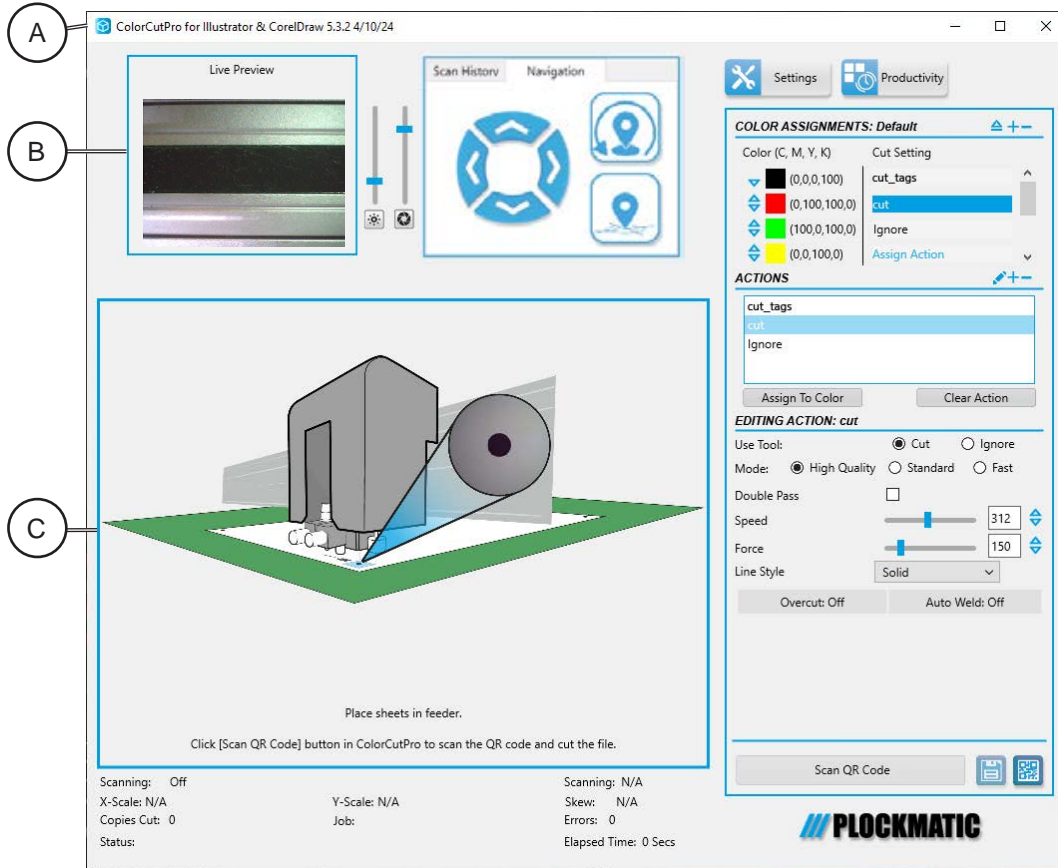 A
ColorCutPro for Illustrator & CorelDraw 5.3.2 4/10/24
B
Live Preview
Scan History Navigation
Settings
Productivity
COLOR ASSIGNMENTS: Default
Color (C, M, Y, K) Cut Setting
(0,0,0,100) cut_tags
(0,100,100,0) cut
(100,0,100,0) Ignore
(0,0,100,0) Assign Action
ACTIONS
cut_tags
cut
Ignore
Assign To Color Clear Action
EDITING ACTION: cut
Use Tool: Cut Ignore
Mode: High Quality Standard Fast
Double Pass
Speed 312
Force 150
Line Style Solid
Overcut: Off Auto Weld: Off
C
Place sheets in feeder.
Click [Scan QR Code] button in ColorCutPro to scan the QR code and cut the file.
Scan QR Code
Scanning: Off Scanning: N/A
X-Scale: N/A Y-Scale: N/A Skew: N/A
Copies Cut: 0 Job: Errors: 0
Status: Elapsed Time: 0 Secs
PLOCKMATIC